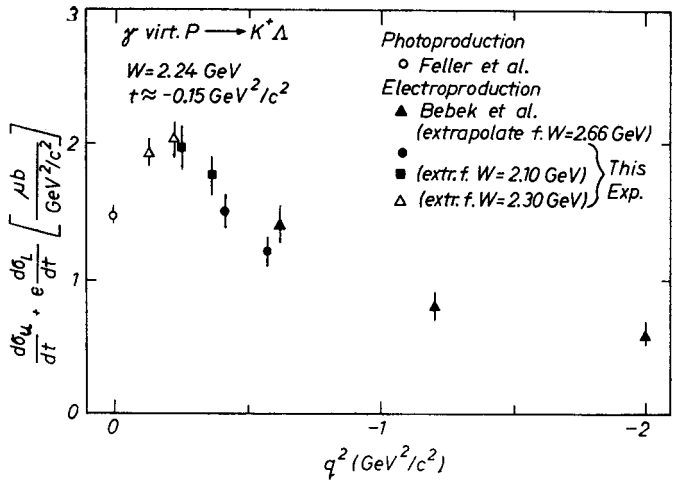 3
2
1
0
dσ_u/dt + e dσ_L/dt [μb / GeV²/c²]
γ virt. P ⟶ K⁺Λ
W=2.24 GeV
t≈-0.15 GeV²/c²
Photoproduction
○ Feller et al.
Electroproduction
▲ Bebek et al.
(extrapolate f. W=2.66 GeV)
●
■ (extr. f. W=2.10 GeV)
△ (extr. f. W=2.30 GeV)
This
Exp.
0 -1 -2
q² (GeV²/c²)